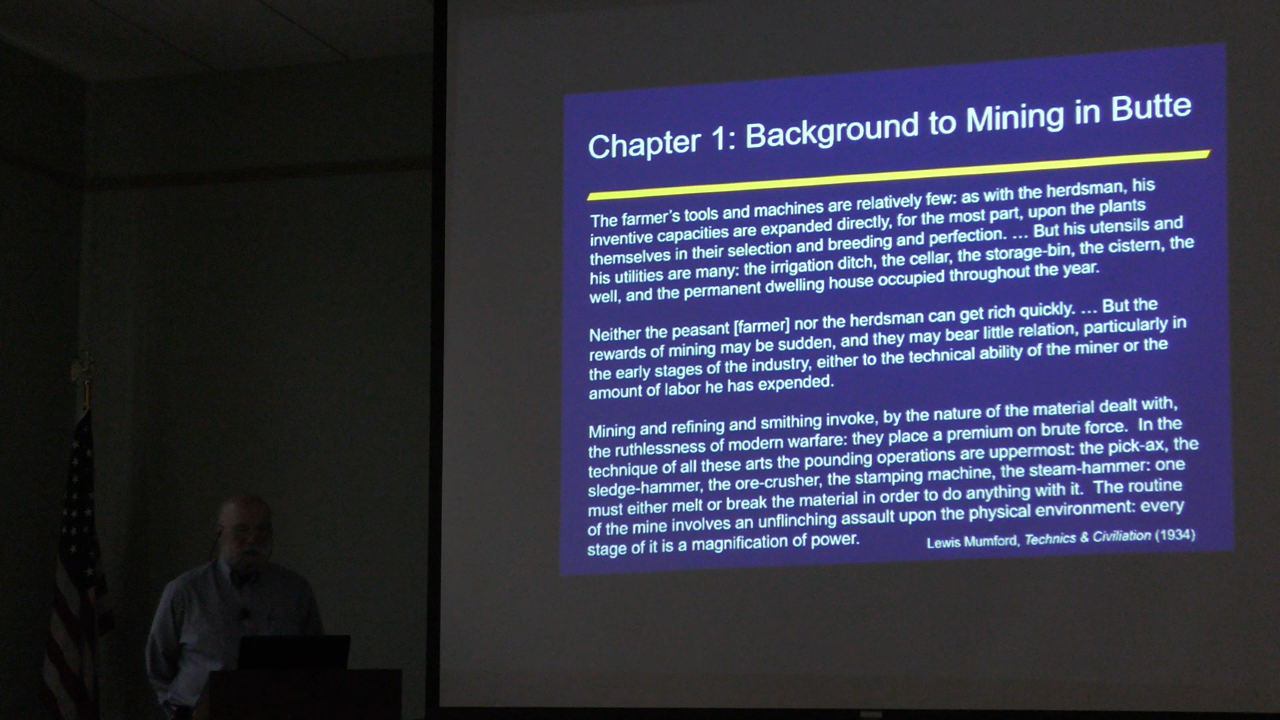 Chapter 1: Background to Mining in Butte
The farmer's tools and machines are relatively few: as with the herdsman, his
inventive capacities are expanded directly, for the most part, upon the plants
themselves in their selection and breeding and perfection. … But his utensils and
his utilities are many: the irrigation ditch, the cellar, the storage-bin, the cistern, the
well, and the permanent dwelling house occupied throughout the year.
Neither the peasant [farmer] nor the herdsman can get rich quickly. … But the
rewards of mining may be sudden, and they may bear little relation, particularly in
the early stages of the industry, either to the technical ability of the miner or the
amount of labor he has expended.
Mining and refining and smithing invoke, by the nature of the material dealt with,
the ruthlessness of modern warfare: they place a premium on brute force. In the
technique of all these arts the pounding operations are uppermost: the pick-ax, the
sledge-hammer, the ore-crusher, the stamping machine, the steam-hammer: one
must either melt or break the material in order to do anything with it. The routine
of the mine involves an unflinching assault upon the physical environment: every
stage of it is a magnification of power.
Lewis Mumford, Technics & Civiliation (1934)